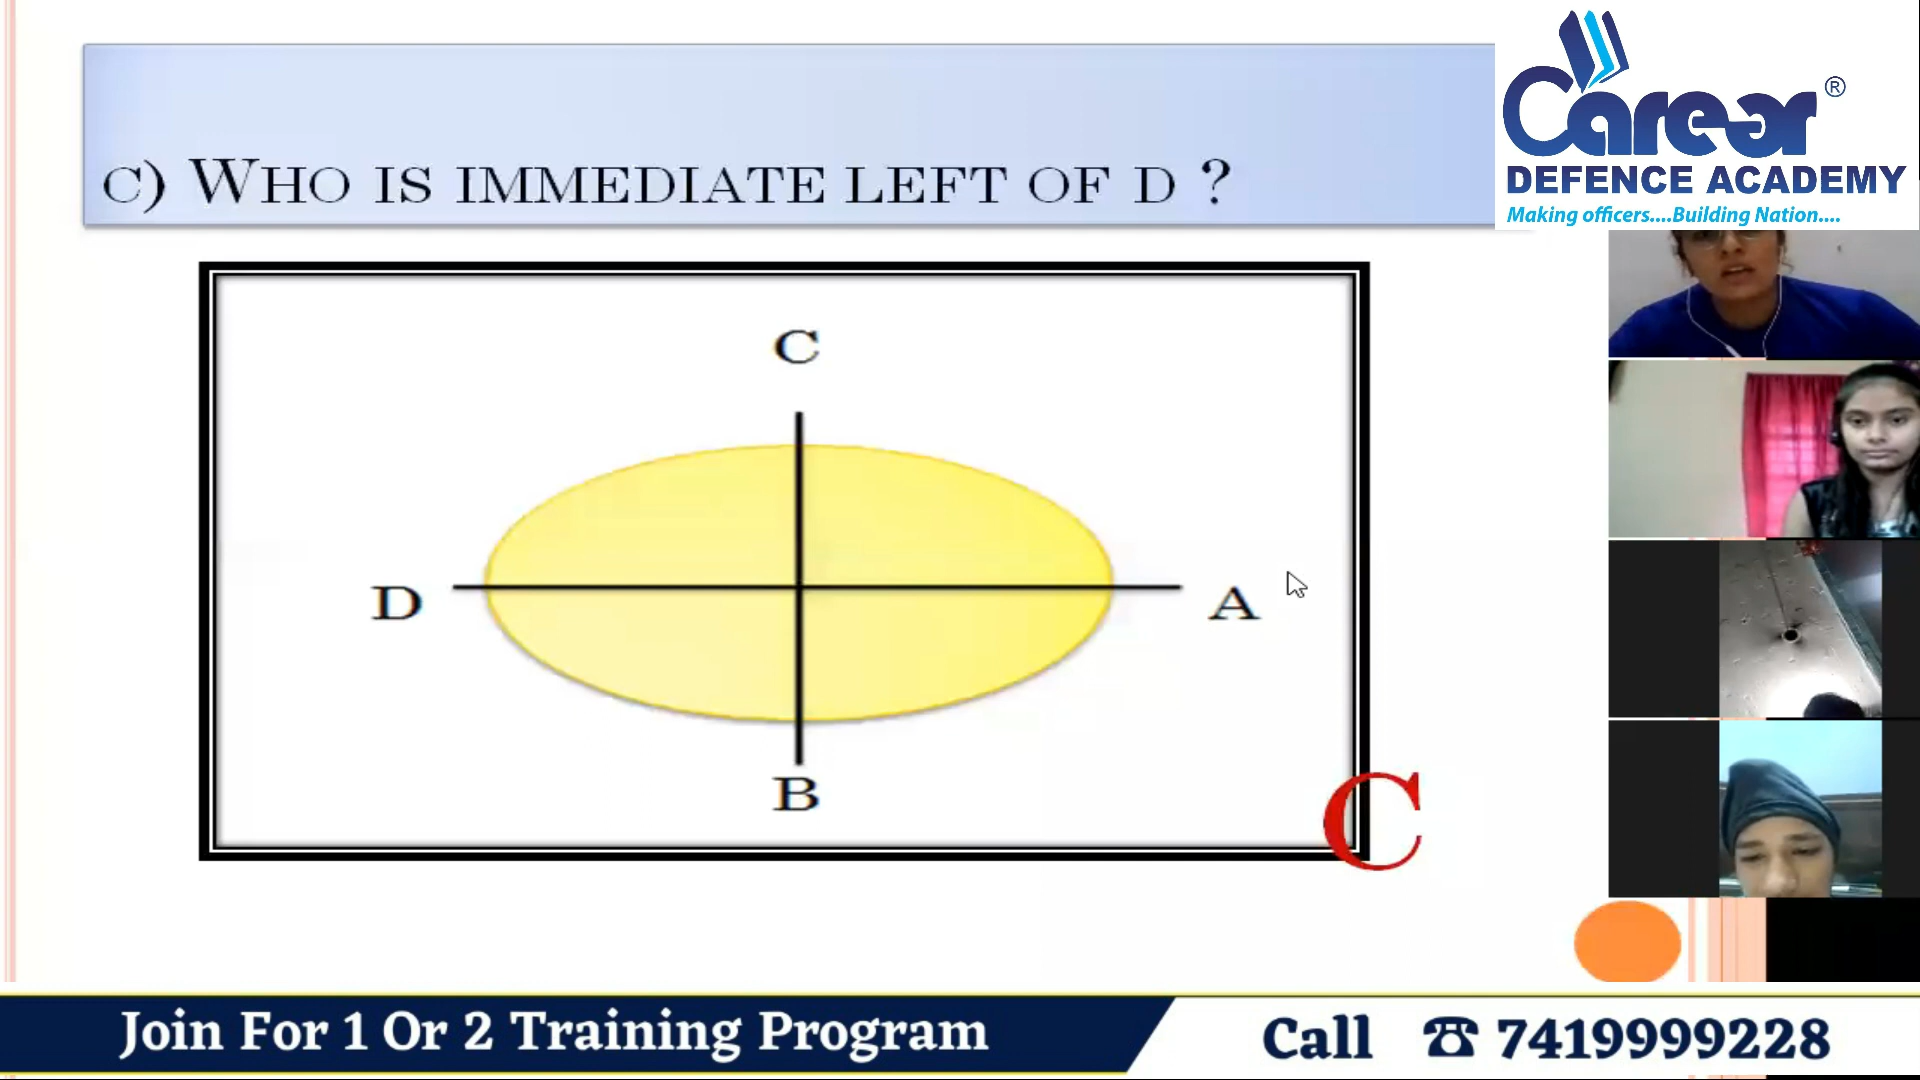 C) WHO IS IMMEDIATE LEFT OF D ?
Carear ®
DEFENCE ACADEMY
Making officers....Building Nation....
C
D
A
B
C
Join For 1 Or 2 Training Program
Call ☎ 7419999228